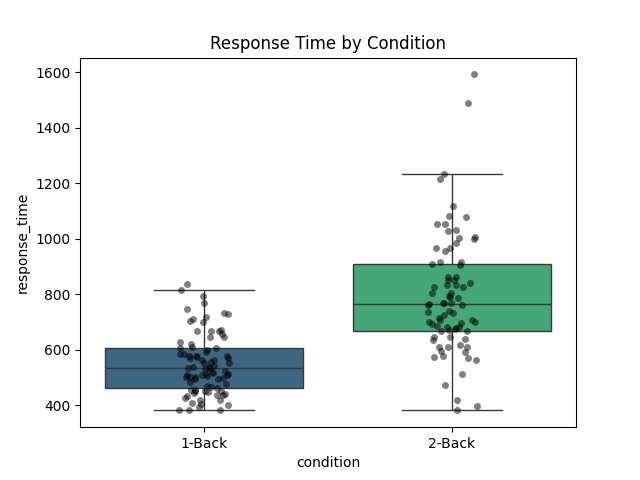 Response Time by Condition
1600
1400
1200
1000
800
600
400
response_time
1-Back
2-Back
condition